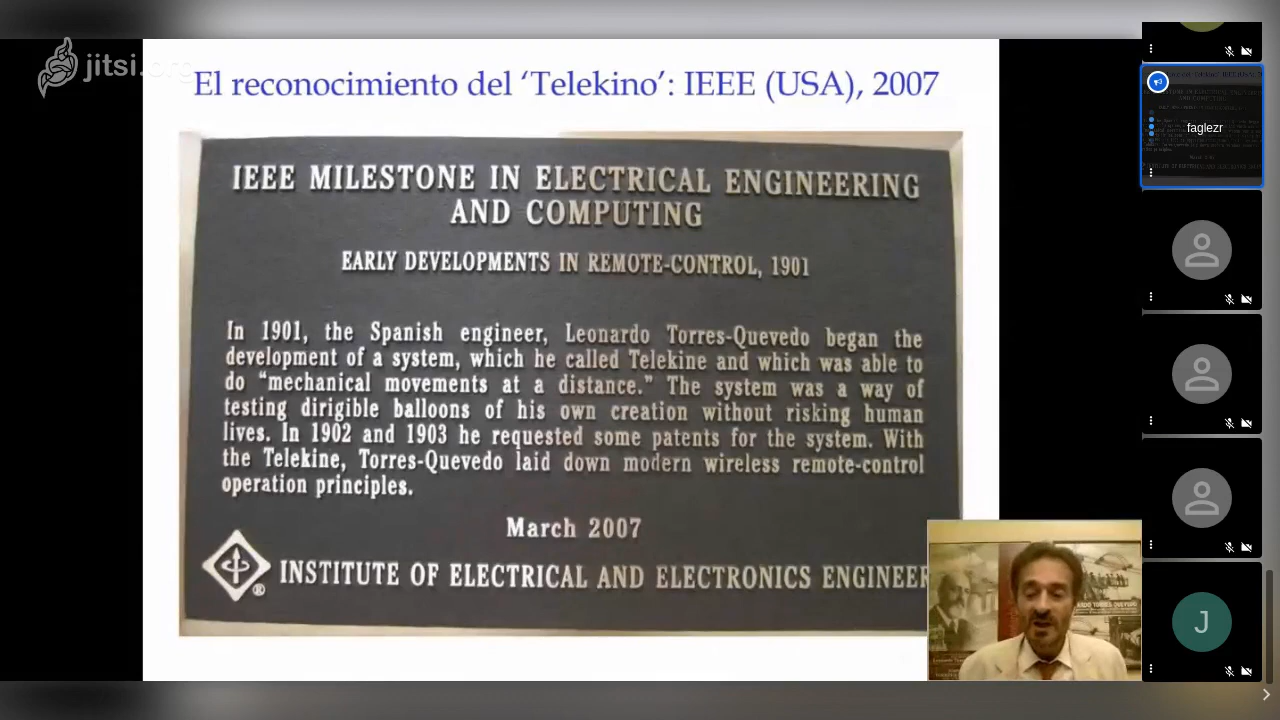 jitsi.org
El reconocimiento del ‘Telekino’: IEEE (USA), 2007
IEEE MILESTONE IN ELECTRICAL ENGINEERING
AND COMPUTING
EARLY DEVELOPMENTS IN REMOTE-CONTROL, 1901
In 1901, the Spanish engineer, Leonardo Torres-Quevedo began the
development of a system, which he called Telekine and which was able to
do “mechanical movements at a distance.” The system was a way of
testing dirigible balloons of his own creation without risking human
lives. In 1902 and 1903 he requested some patents for the system. With
the Telekine, Torres-Quevedo laid down modern wireless remote-control
operation principles.
March 2007
®
INSTITUTE OF ELECTRICAL AND ELECTRONICS ENGINEER
TORRES QUEVEDO
faglezr
J